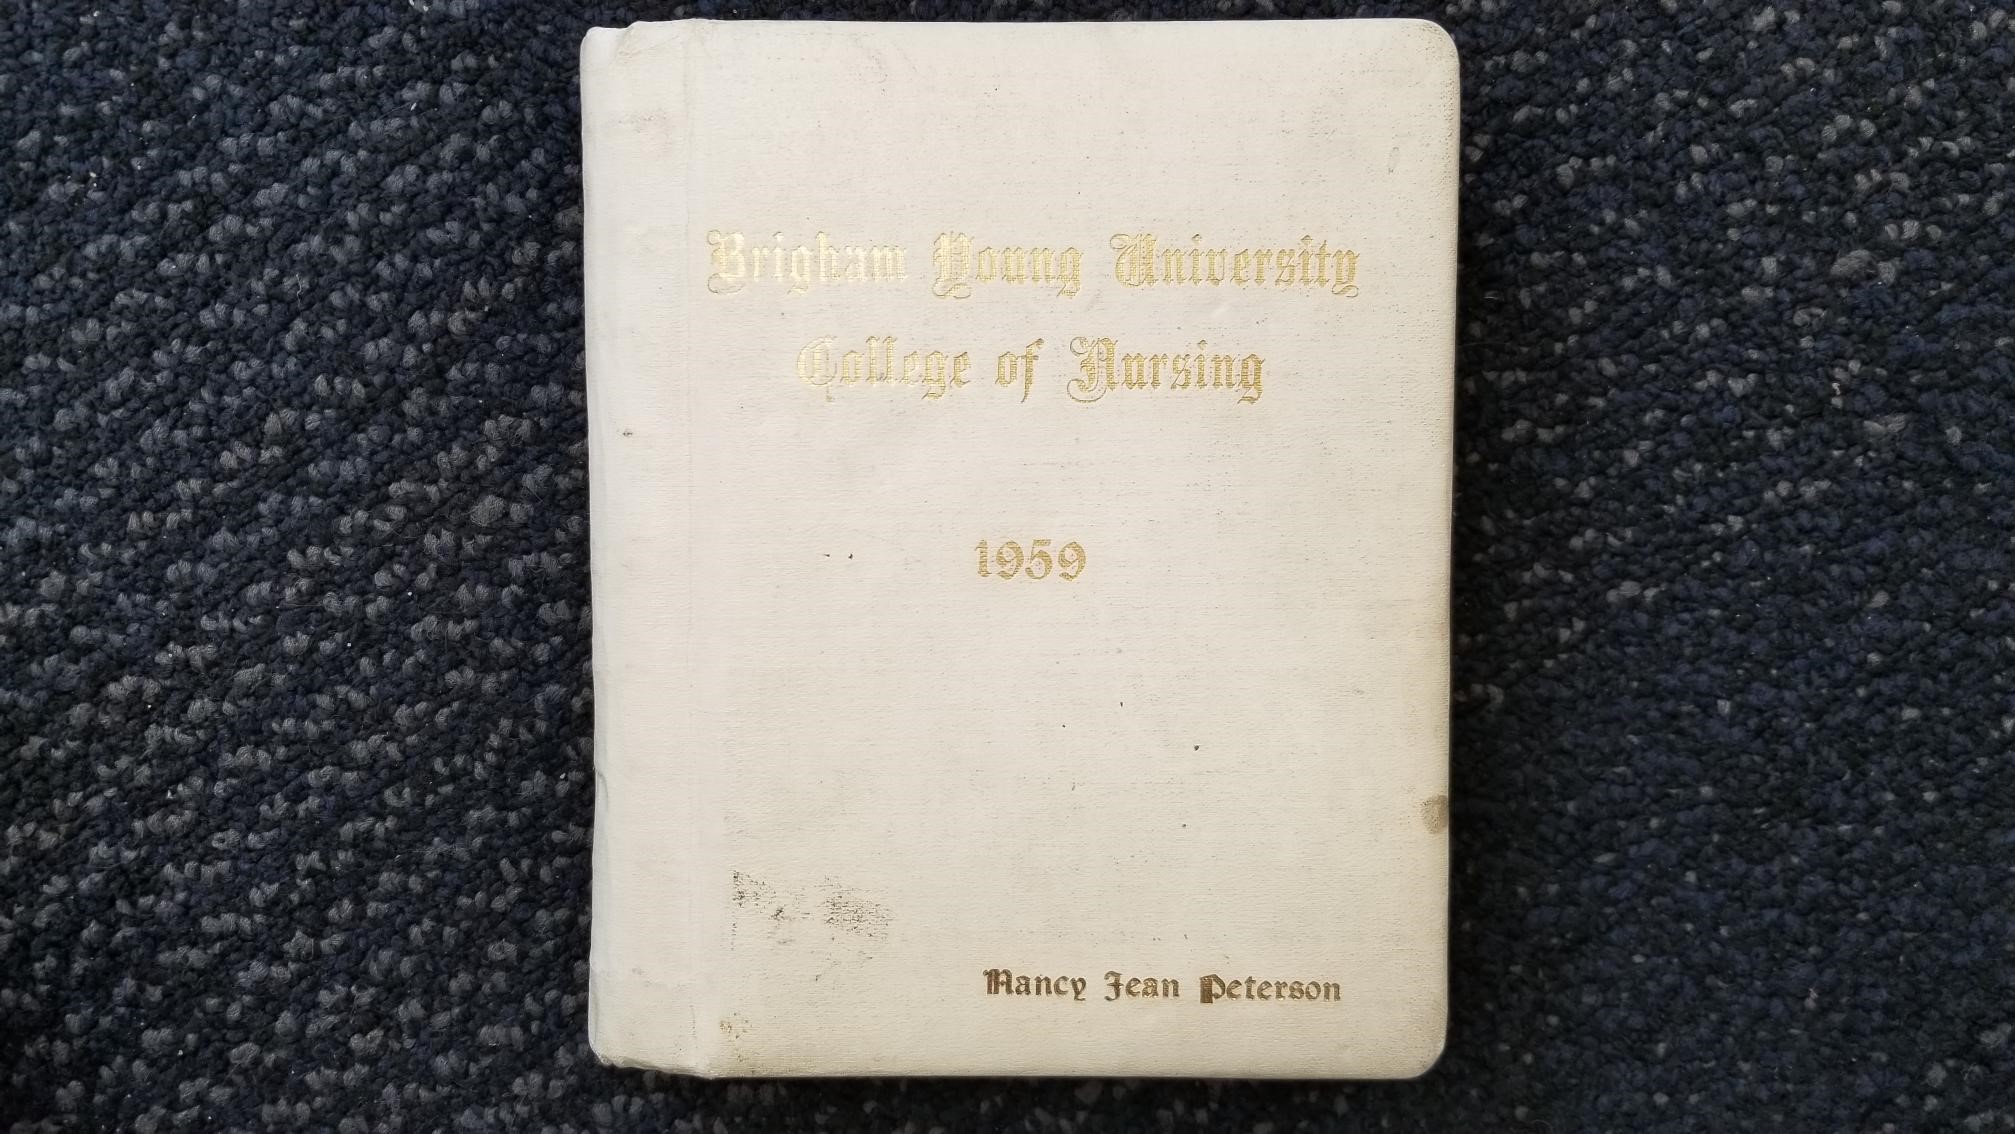 Brigham Young University
College of Nursing
1959
Nancy Jean Peterson